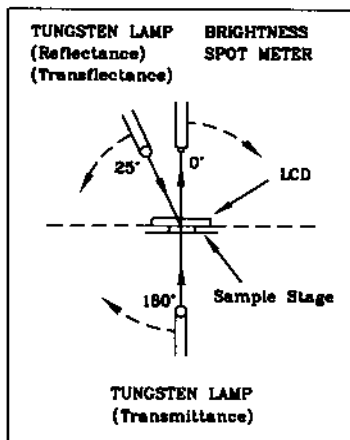 TUNGSTEN LAMP
(Reflectance)
(Transflectance)
BRIGHTNESS
SPOT METER
25°
0°
LCD
180°
Sample Stage
TUNGSTEN LAMP
(Transmittance)